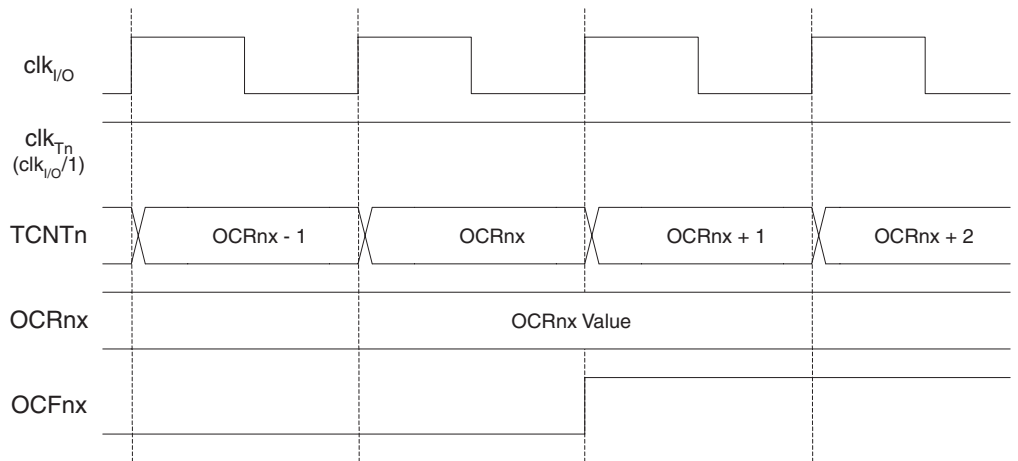 clkI/O
clkTn
(clkI/O/1)
TCNTn
OCRnx - 1
OCRnx
OCRnx + 1
OCRnx + 2
OCRnx
OCRnx Value
OCFnx